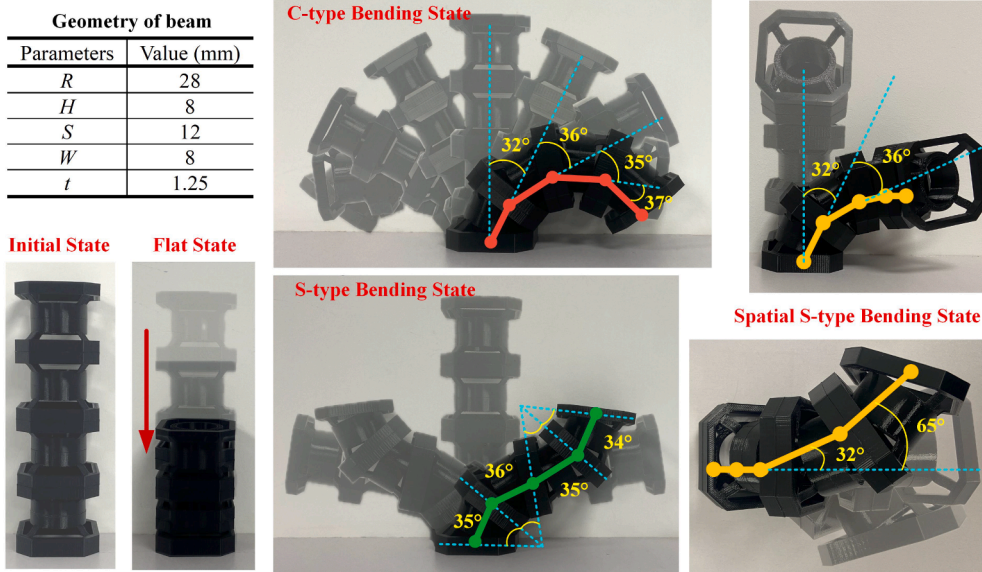 Geometry of beam
Parameters Value (mm)
R 28
H 8
S 12
W 8
t 1.25
Initial State Flat State
C-type Bending State
32° 36° 35° 37°
32° 36°
S-type Bending State
34°
36° 35°
35°
Spatial S-type Bending State
32° 65°